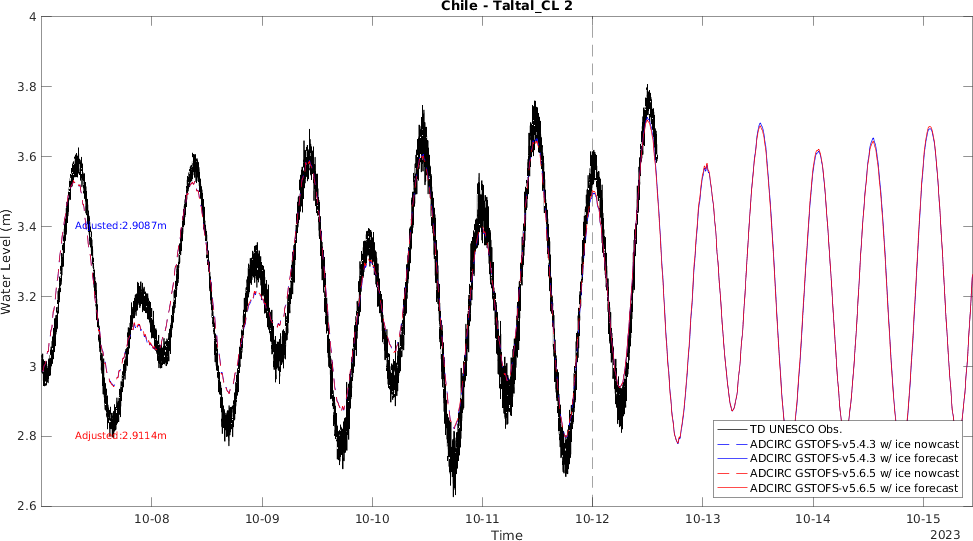 Chile - Taltal_CL 2
4
3.8
3.6
3.4
3.2
3
2.8
2.6
Water Level (m)
Adjusted:2.9087m
Adjusted:2.9114m
TD UNESCO Obs.
ADCIRC GSTOFS-v5.4.3 w/ ice nowcast
ADCIRC GSTOFS-v5.4.3 w/ ice forecast
ADCIRC GSTOFS-v5.6.5 w/ ice nowcast
ADCIRC GSTOFS-v5.6.5 w/ ice forecast
10-08 10-09 10-10 10-11 10-12 10-13 10-14 10-15
Time
2023